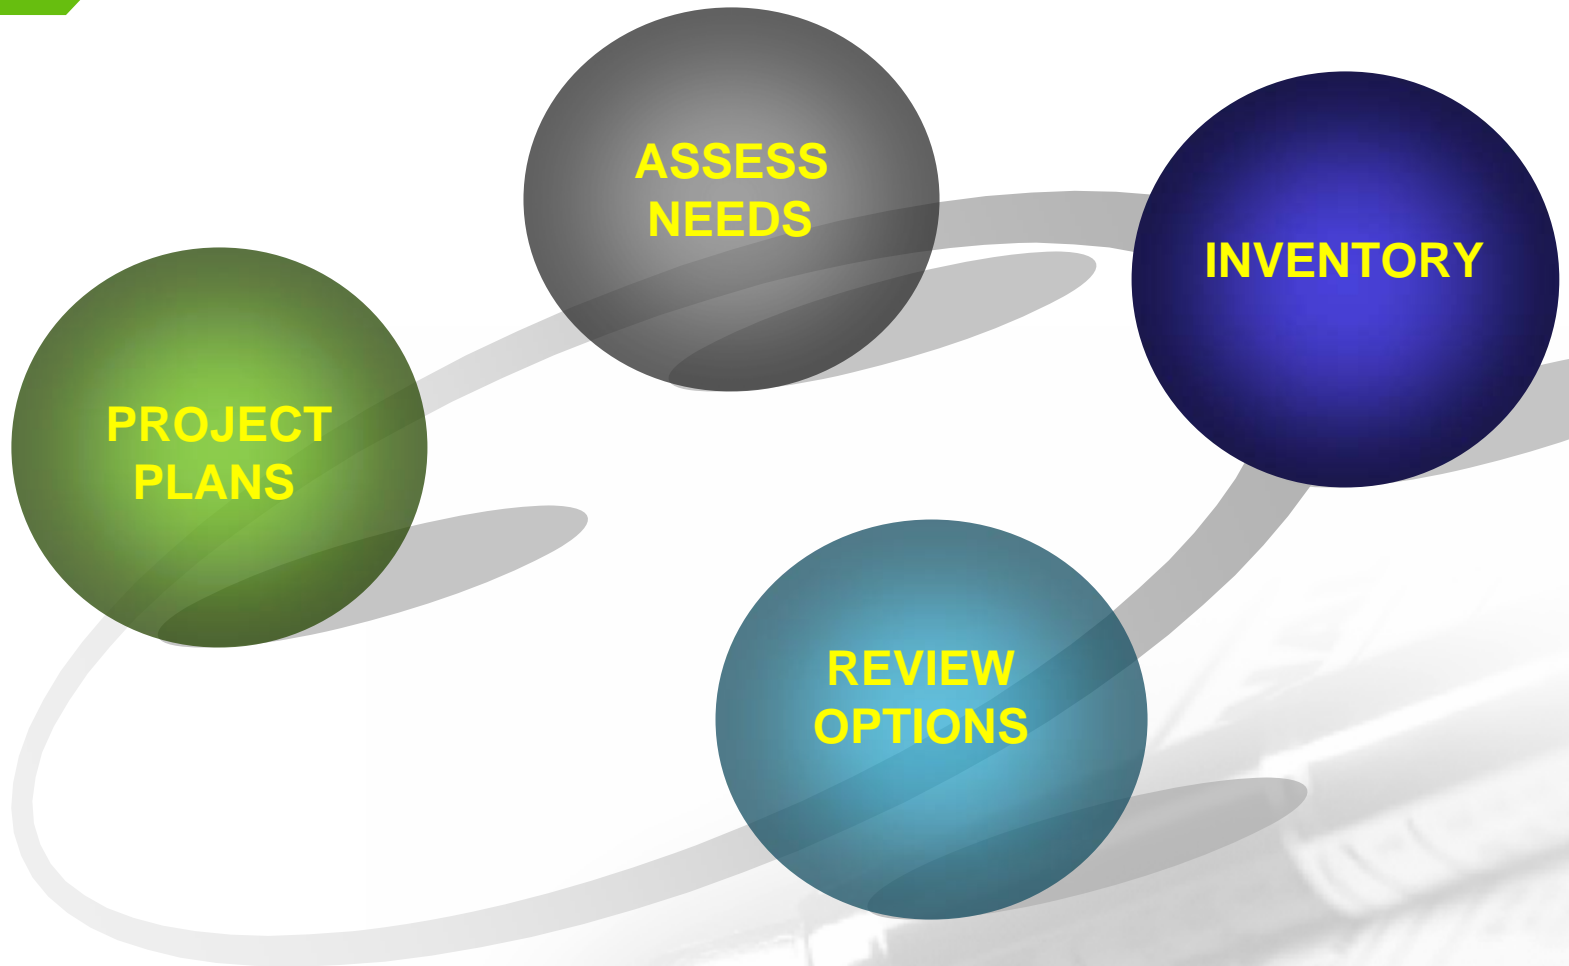 ASSESS
NEEDS
INVENTORY
PROJECT
PLANS
REVIEW
OPTIONS